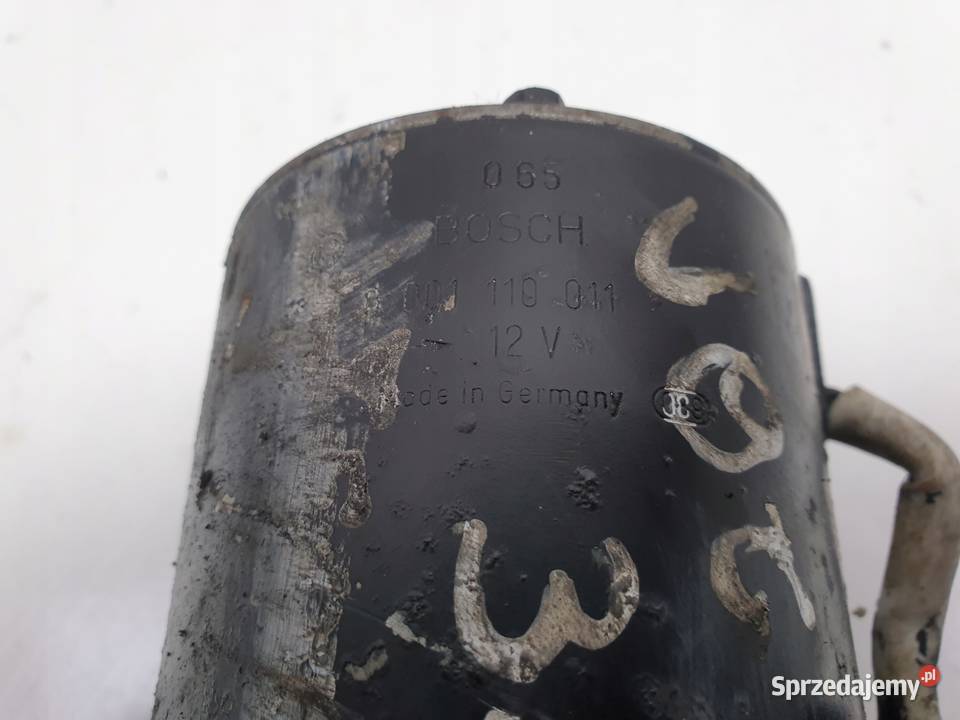 065
BOSCH
001 110 011
12 V
Made in Germany
Sprzedajemy.pl